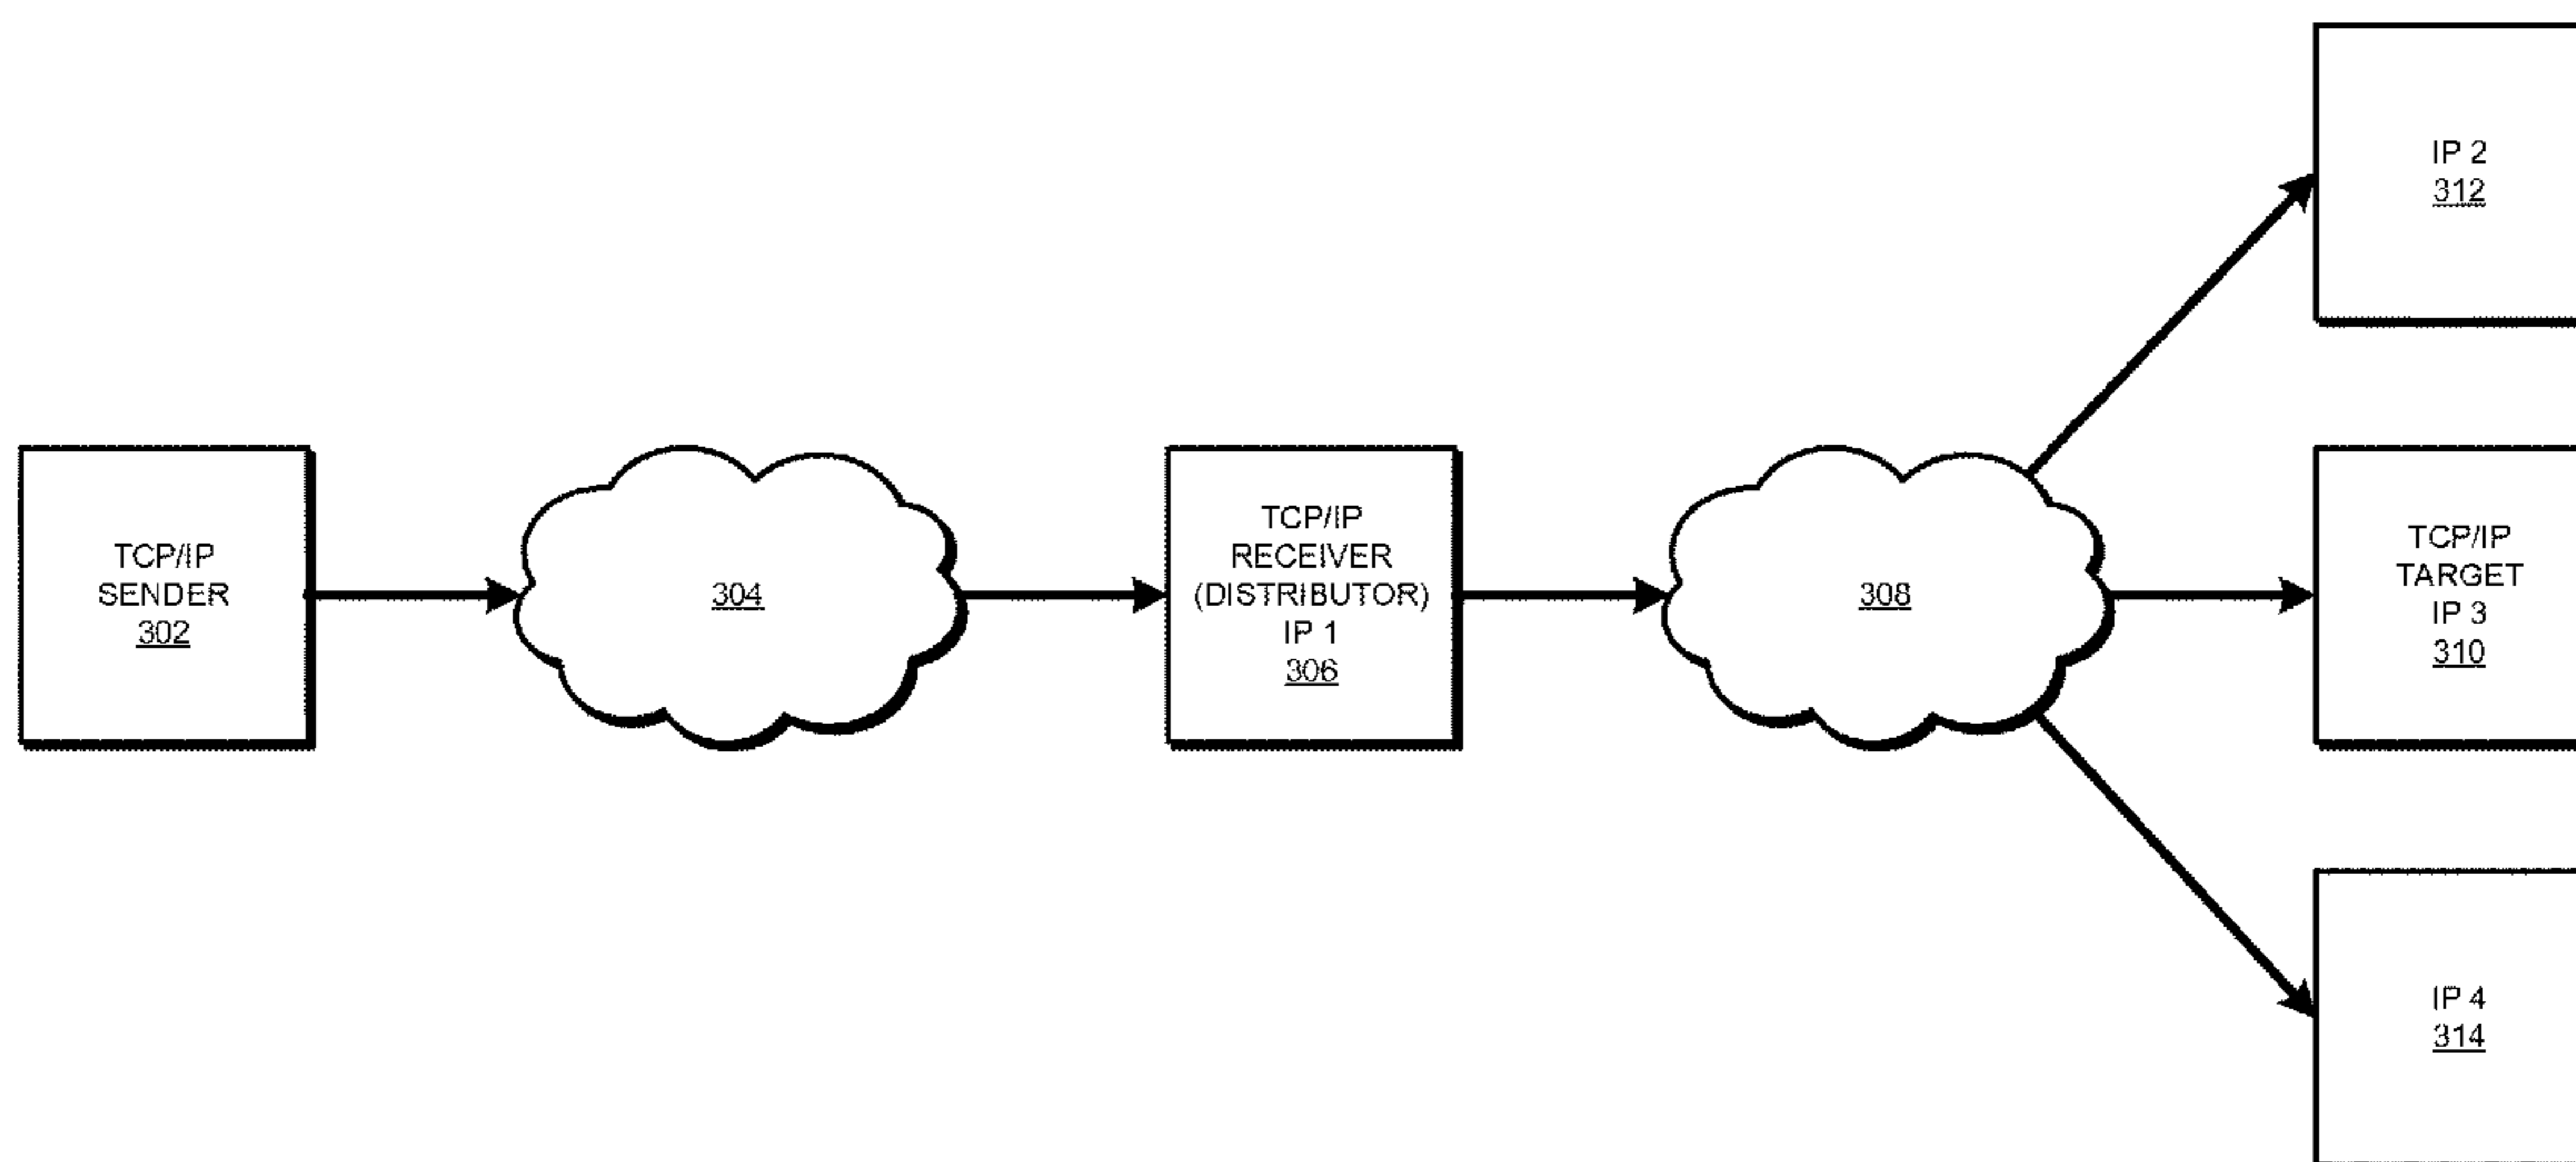 TCP/IP
SENDER
302
304
TCP/IP
RECEIVER
(DISTRIBUTOR)
IP 1
306
308
IP 2
312
TCP/IP
TARGET
IP 3
310
IP 4
314